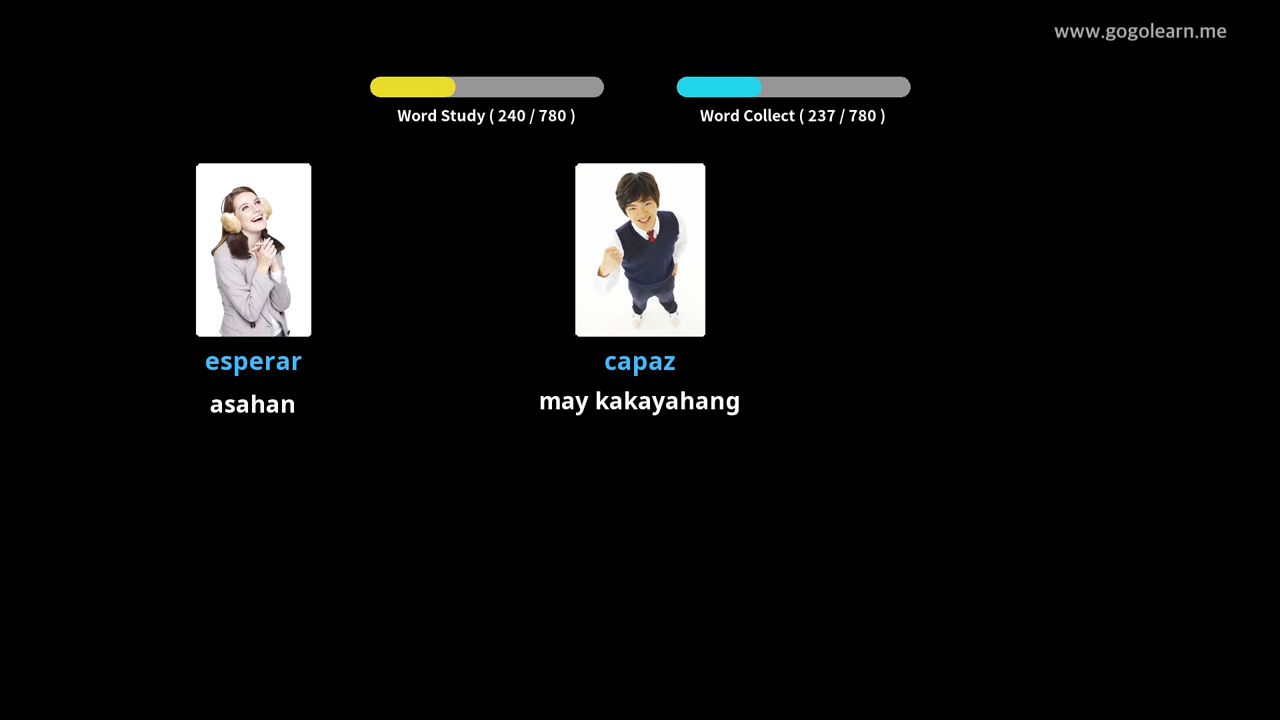 www.gogolearn.me
Word Study ( 240 / 780 )
Word Collect ( 237 / 780 )
esperar
asahan
capaz
may kakayahang